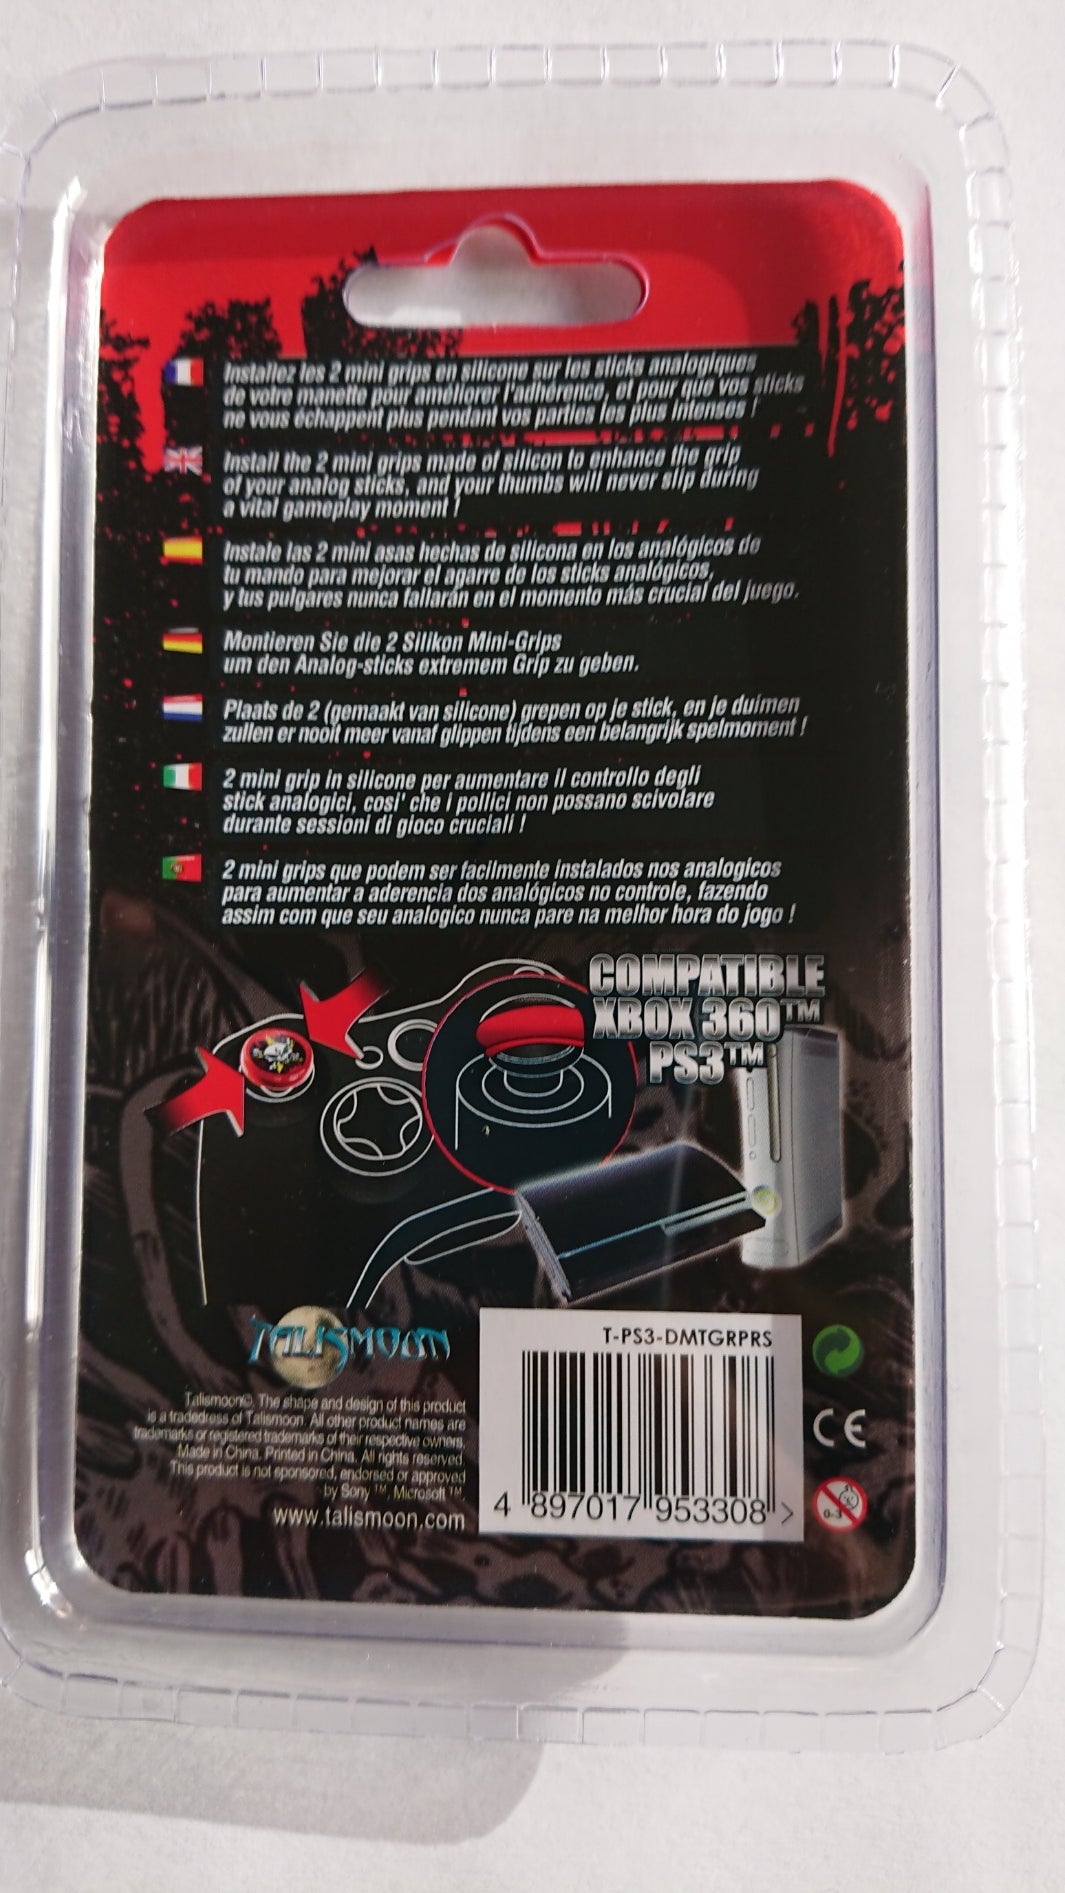 Installez les 2 mini grips en silicone sur les sticks analogiques
de votre manette pour améliorer l'adhérence, et pour que vos sticks
ne vous échappent plus pendant vos parties les plus intenses !
Install the 2 mini grips made of silicon to enhance the grip
of your analog sticks, and your thumbs will never slip during
a vital gameplay moment !
Instale las 2 mini asas hechas de silicona en los analógicos de
tu mando para mejorar el agarre de los sticks analógicos,
y tus pulgares nunca fallarán en el momento más crucial del juego.
Montieren Sie die 2 Silikon Mini-Grips
um den Analog-sticks extremem Grip zu geben.
Plaats de 2 (gemaakt van silicone) grepen op je stick, en je duimen
zullen er nooit meer vanaf glippen tijdens een belangrijk spelmoment !
2 mini grip in silicone per aumentare il controllo degli
stick analogici, cosi' che i pollici non possano scivolare
durante sessioni di gioco cruciali !
2 mini grips que podem ser facilmente instalados nos analogicos
para aumentar a aderencia dos analógicos no controle, fazendo
assim com que seu analogico nunca pare na melhor hora do jogo !
COMPATIBLE
XBOX 360™
PS3™
TALISMOON
Talismoon©. The shape and design of this product
is a tradedress of Talismoon. All other product names are
trademarks or registered trademarks of their respective owners.
Made in China. Printed in China. All rights reserved.
This product is not sponsored, endorsed or approved
by Sony ™, Microsoft ™.
www.talismoon.com
T-PS3-DMTGRPRS
4 897017 953308 >
CE
0-3